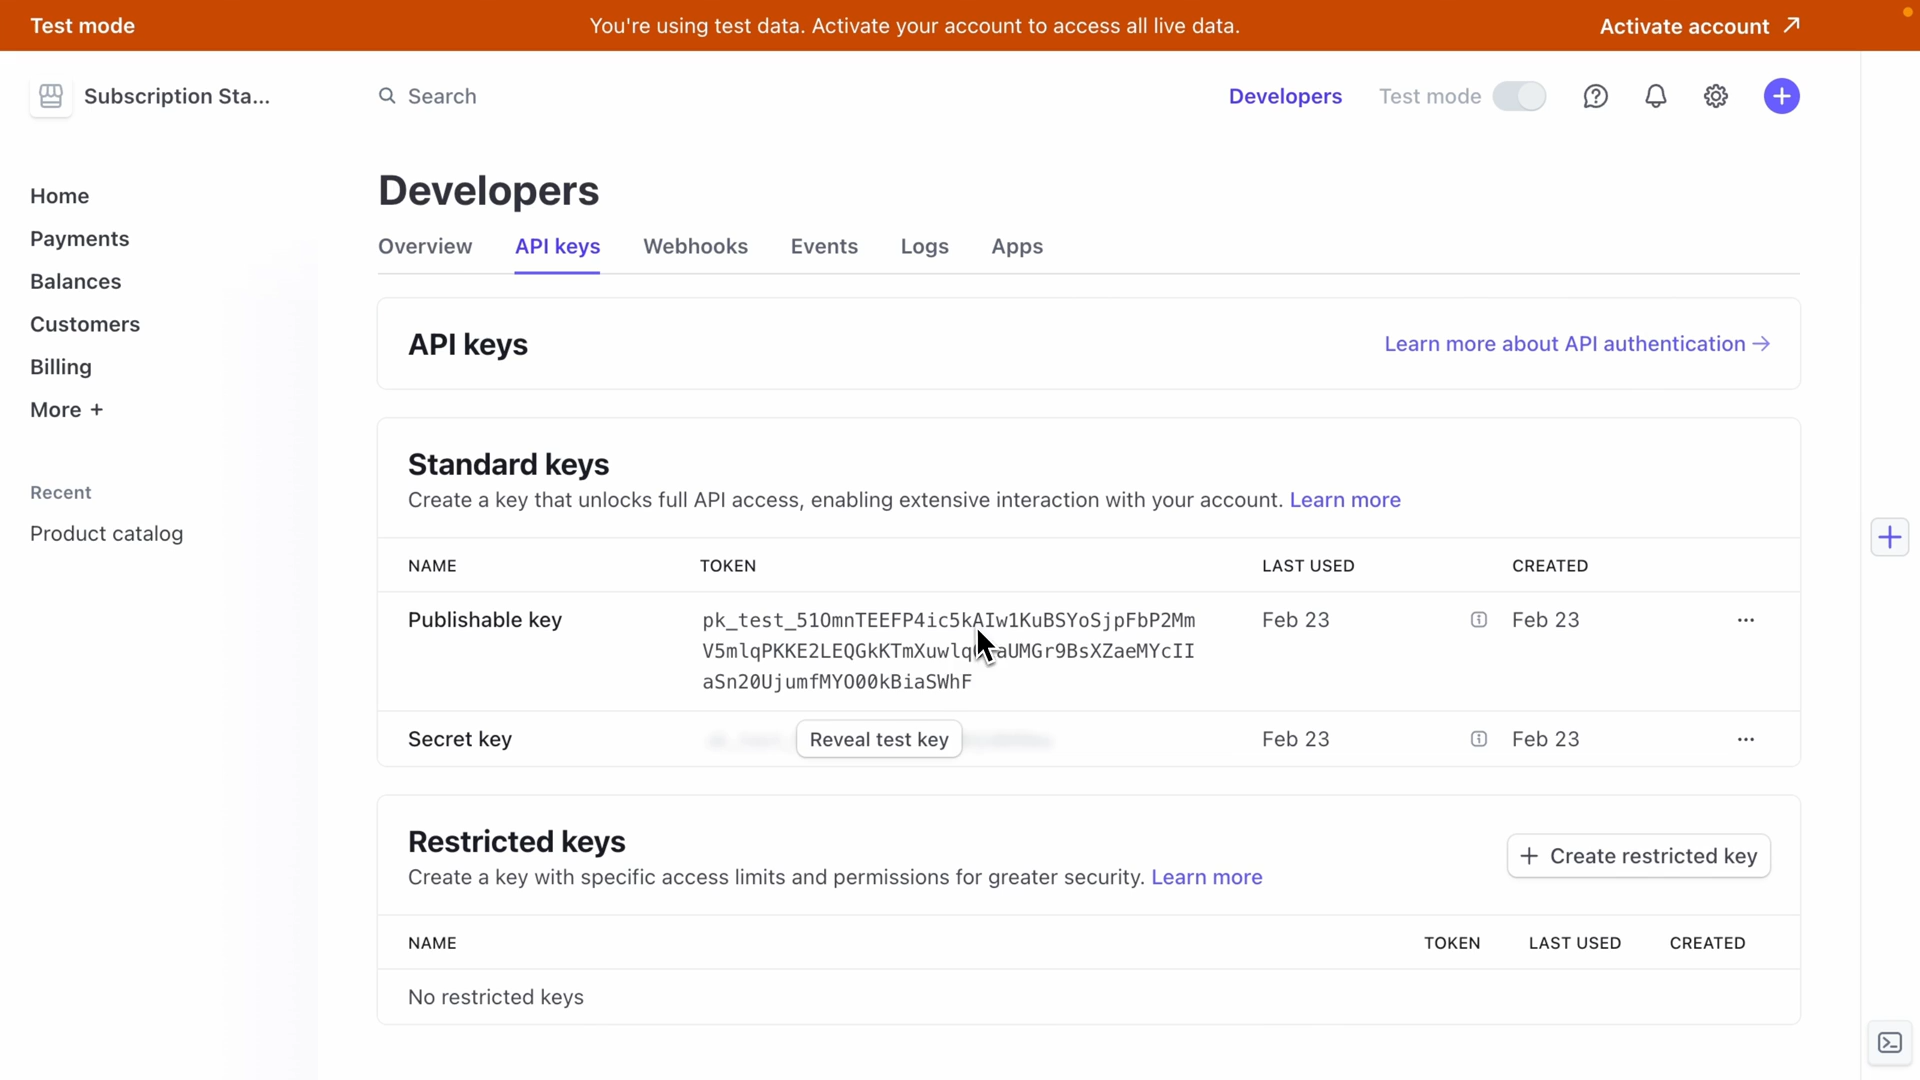 Test mode
You're using test data. Activate your account to access all live data.
Activate account
Subscription Sta...
Search
Developers
Test mode
Home
Payments
Balances
Customers
Billing
More +
Recent
Product catalog
Developers
Overview
API keys
Webhooks
Events
Logs
Apps
API keys
Learn more about API authentication →
Standard keys
Create a key that unlocks full API access, enabling extensive interaction with your account. Learn more
NAME TOKEN LAST USED CREATED
Publishable key
pk_test_51OmnTEEFP4ic5kAIw1KuBSYoSjpFbP2Mm
V5mlqPKKE2LEQGkKTmXuwlq aUMGr9BsXZaeMYcII
aSn20UjumfMYO00kBiaSWhF
Feb 23
Feb 23
Secret key
Reveal test key
Feb 23
Feb 23
Restricted keys
Create a key with specific access limits and permissions for greater security. Learn more
+ Create restricted key
NAME TOKEN LAST USED CREATED
No restricted keys